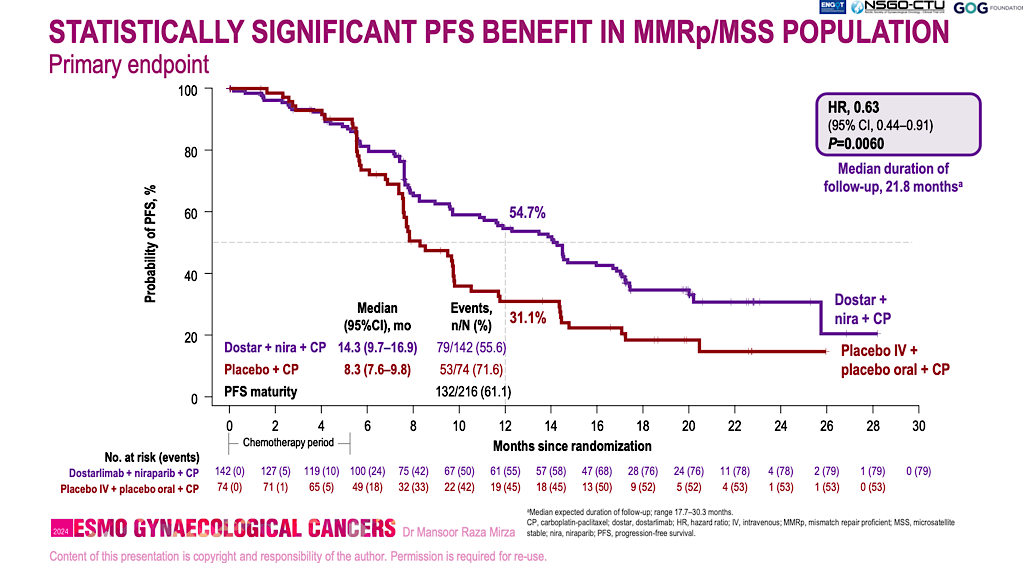 ENGOT NSGO-CTU GOG FOUNDATION
STATISTICALLY SIGNIFICANT PFS BENEFIT IN MMRp/MSS POPULATION
Primary endpoint
HR, 0.63
(95% CI, 0.44–0.91)
P=0.0060
Median duration of
follow-up, 21.8 monthsª
Probability of PFS, %
100
80
60
40
20
0
54.7%
31.1%
Dostar +
nira + CP
Placebo IV +
placebo oral + CP
Median
(95%CI), mo
Events,
n/N (%)
Dostar + nira + CP 14.3 (9.7–16.9) 79/142 (55.6)
Placebo + CP 8.3 (7.6–9.8) 53/74 (71.6)
PFS maturity 132/216 (61.1)
0 2 4 6 8 10 12 14 16 18 20 22 24 26 28 30
Chemotherapy period
Months since randomization
No. at risk (events)
Dostarlimab + niraparib + CP 142 (0) 127 (5) 119 (10) 100 (24) 75 (42) 67 (50) 61 (55) 57 (58) 47 (68) 28 (76) 24 (76) 11 (78) 4 (78) 2 (79) 1 (79) 0 (79)
Placebo IV + placebo oral + CP 74 (0) 71 (1) 65 (5) 49 (18) 32 (33) 22 (42) 19 (45) 18 (45) 13 (50) 9 (52) 5 (52) 4 (53) 1 (53) 1 (53) 0 (53)
ªMedian expected duration of follow-up; range 17.7–30.3 months.
CP, carboplatin-paclitaxel; dostar, dostarlimab; HR, hazard ratio; IV, intravenous; MMRp, mismatch repair proficient; MSS, microsatellite
stable; nira, niraparib; PFS, progression-free survival.
2024 ESMO GYNAECOLOGICAL CANCERS Dr Mansoor Raza Mirza
Content of this presentation is copyright and responsibility of the author. Permission is required for re-use.